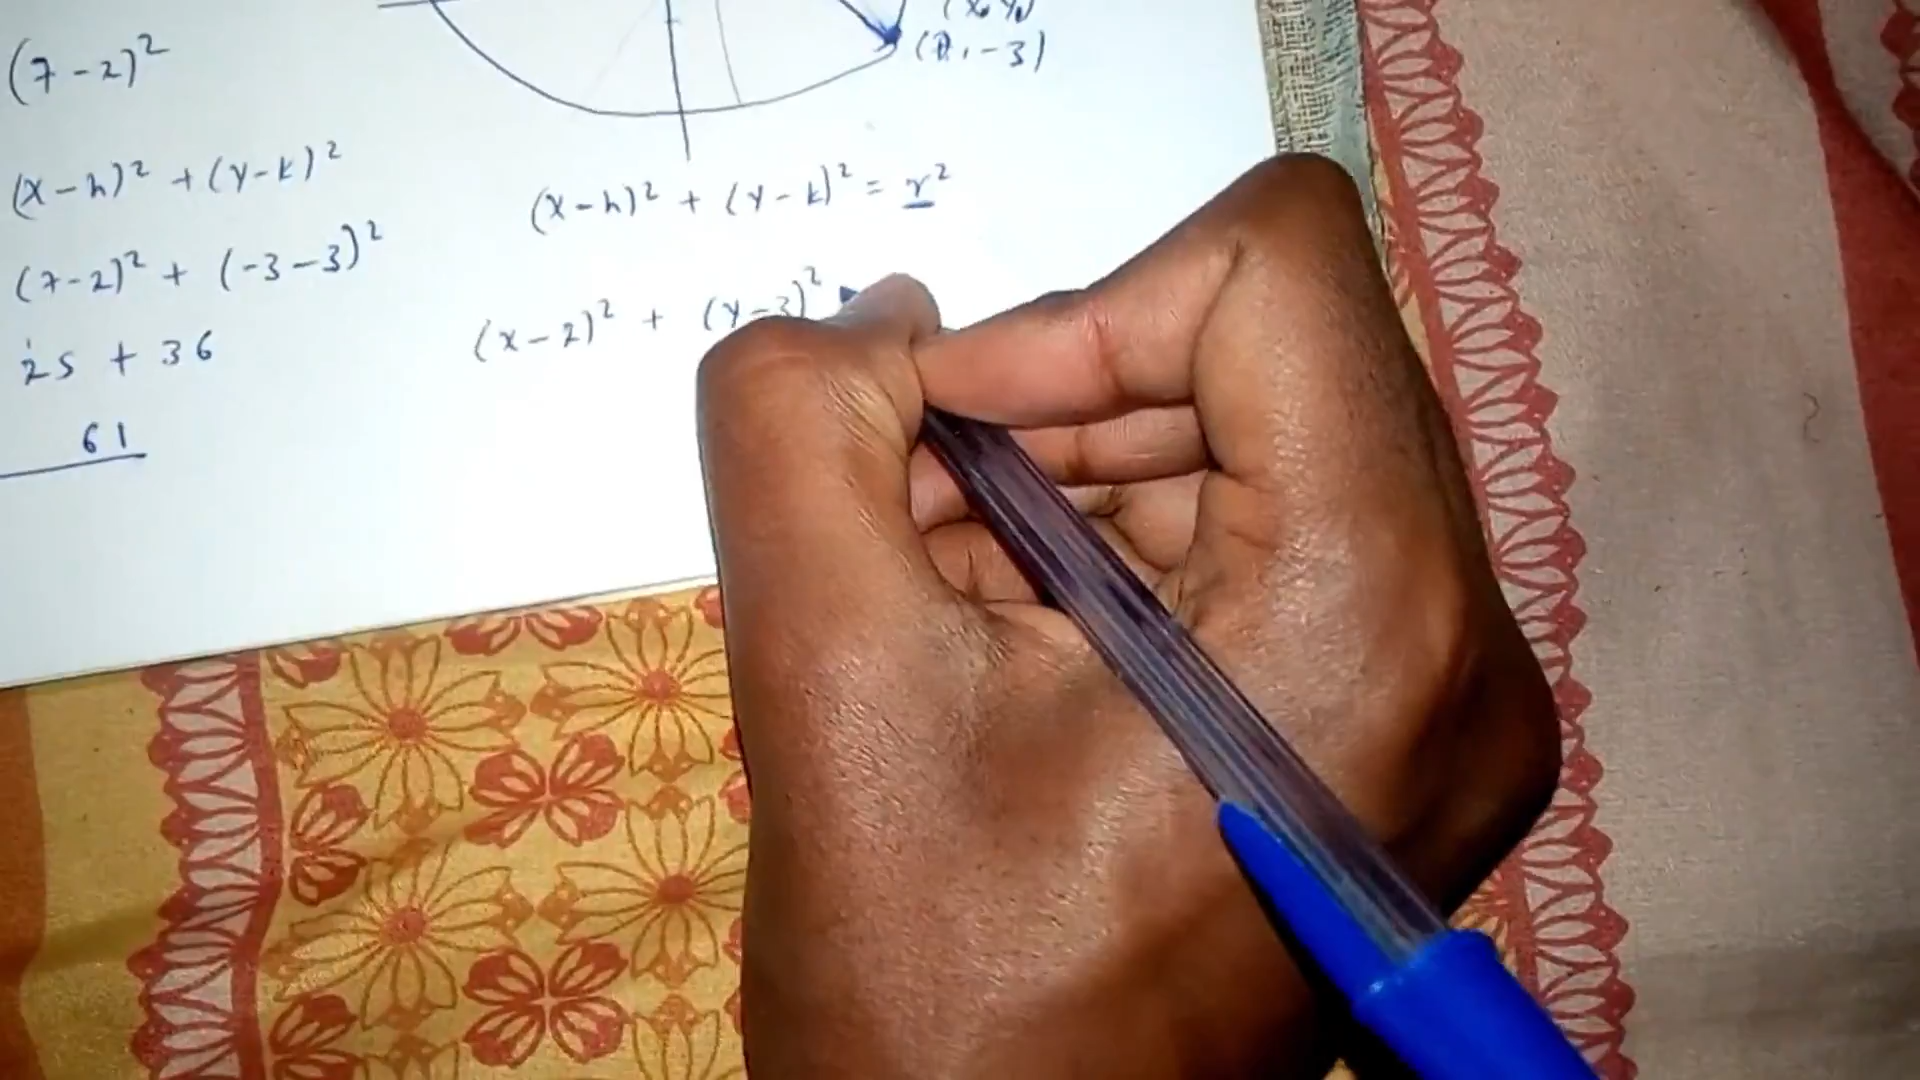 (x, y)
(7, -3)
(7-2)²
(x-h)² + (y-k)²
(7-2)² + (-3-3)²
25 + 36
61
(x-h)² + (y-k)² = r²
(x-2)² + (y-3)²